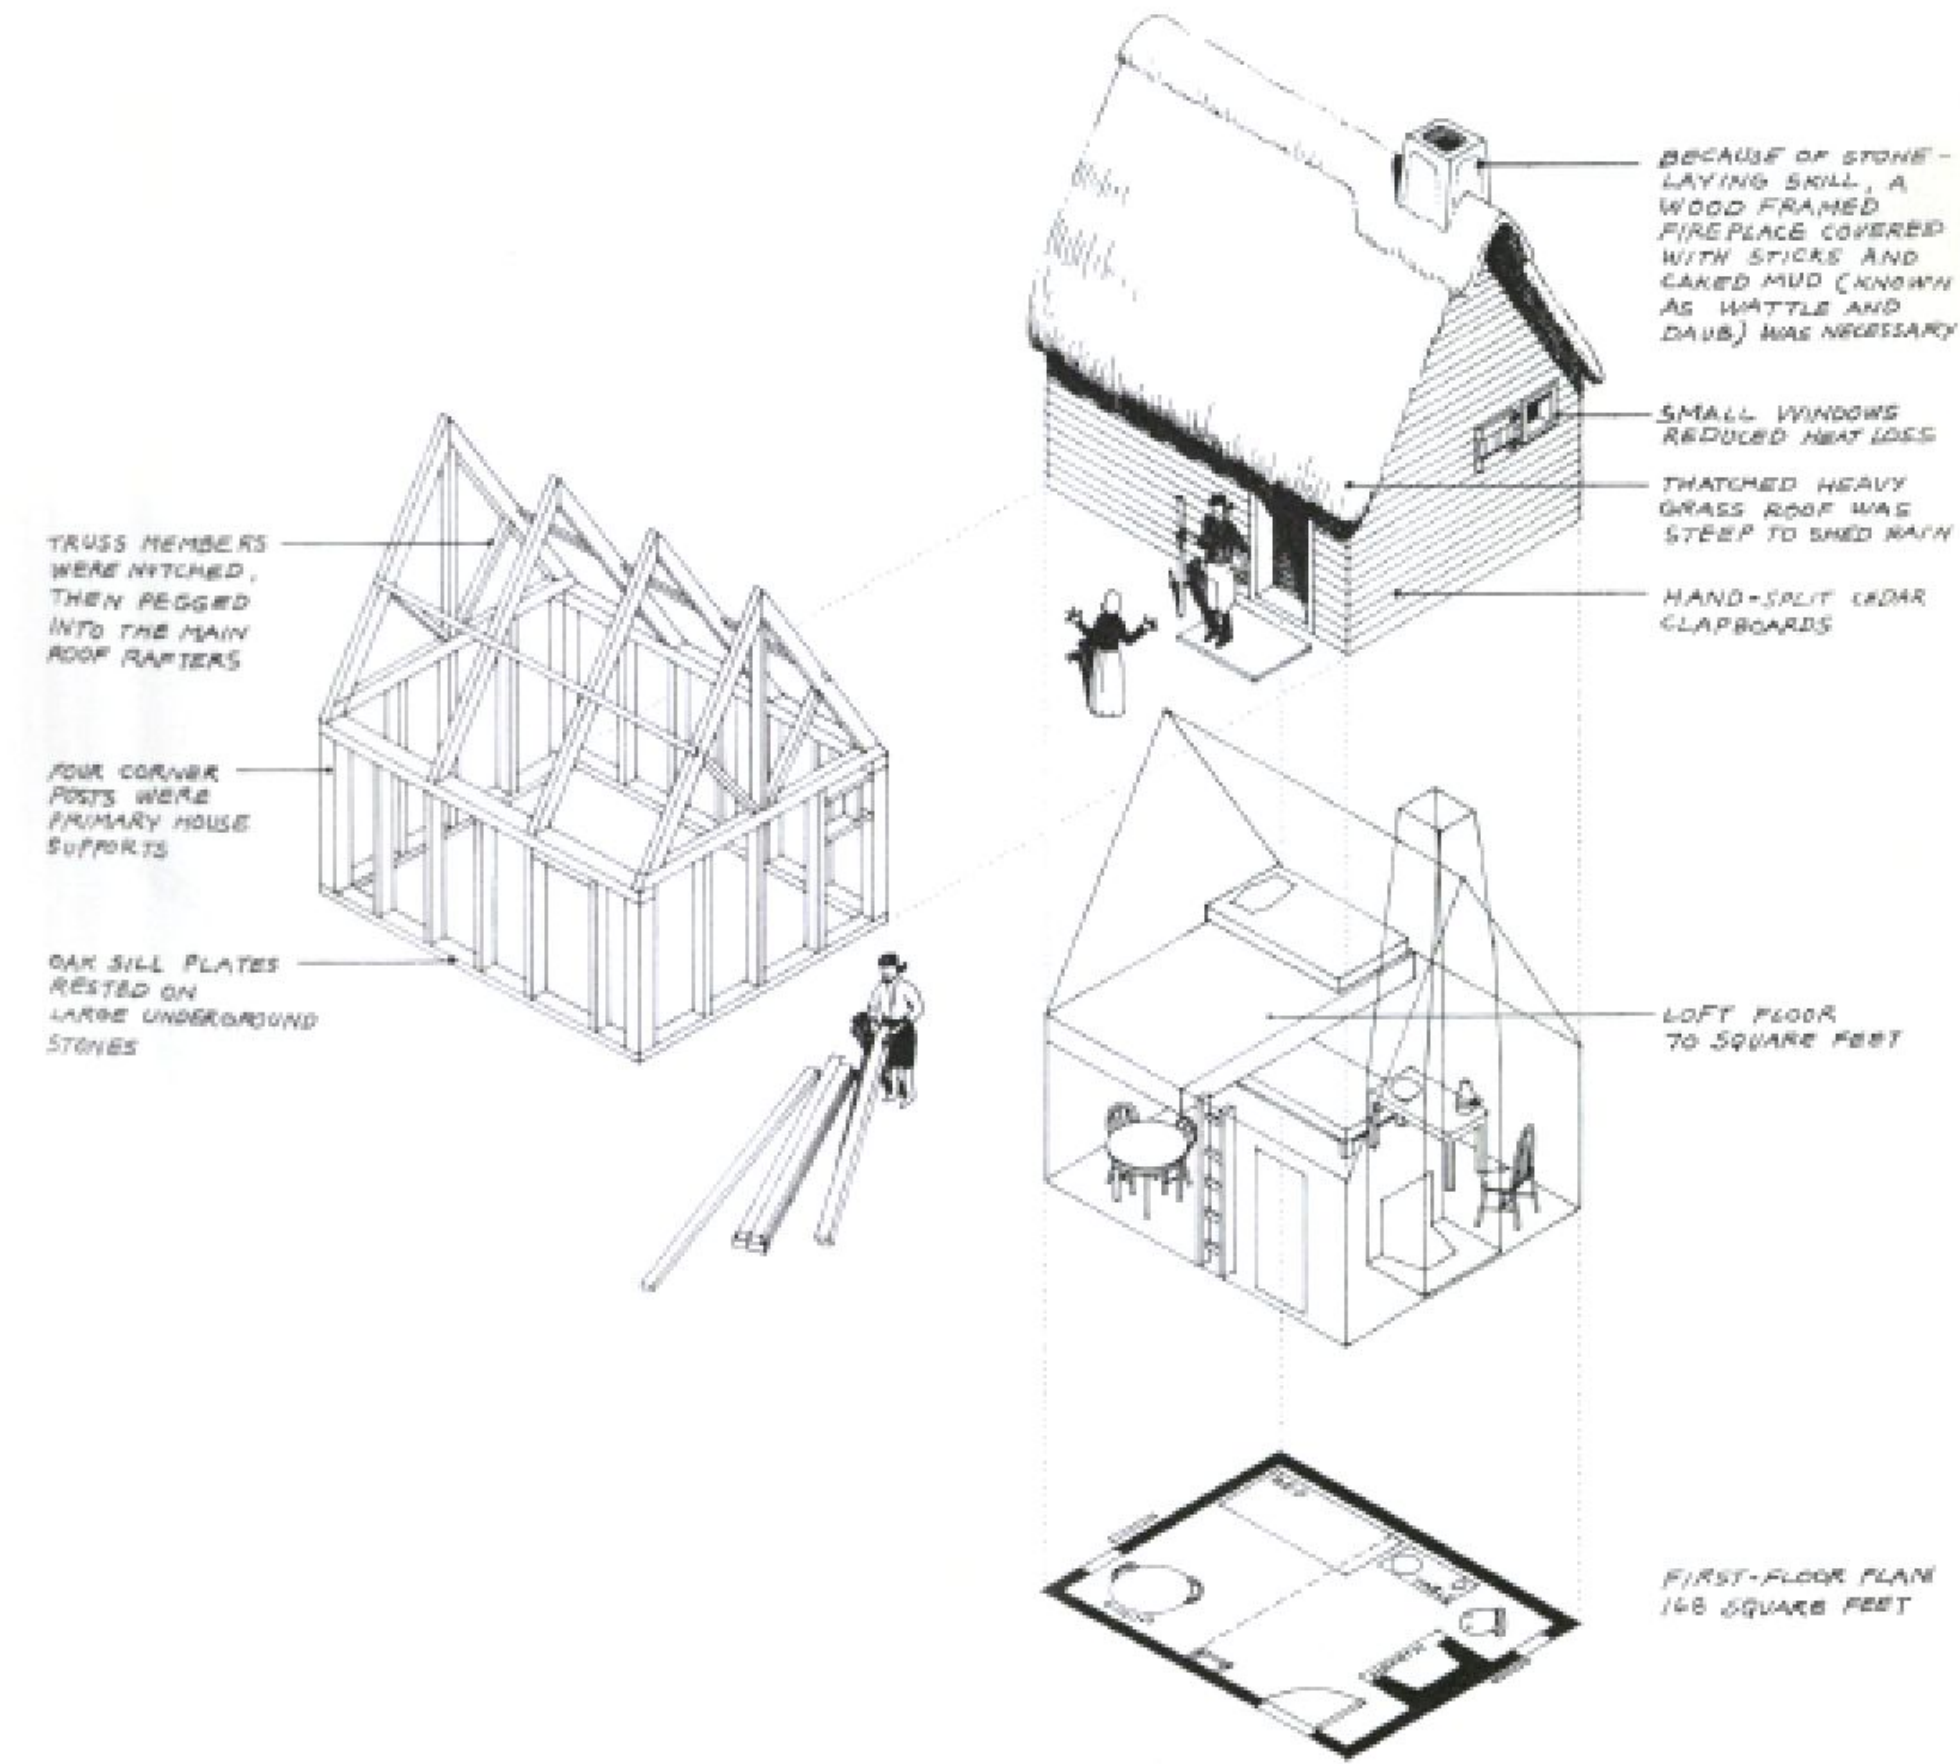 BECAUSE OF STONE-
LAYING SKILL, A
WOOD FRAMED
FIREPLACE COVERED
WITH STICKS AND
CAKED MUD (KNOWN
AS WATTLE AND
DAUB) WAS NECESSARY
SMALL WINDOWS
REDUCED HEAT LOSS
THATCHED HEAVY
GRASS ROOF WAS
STEEP TO SHED RAIN
HAND-SPLIT CEDAR
CLAPBOARDS
TRUSS MEMBERS
WERE NOTCHED,
THEN PEGGED
INTO THE MAIN
ROOF RAFTERS
FOUR CORNER
POSTS WERE
PRIMARY HOUSE
SUPPORTS
OAK SILL PLATES
RESTED ON
LARGE UNDERGROUND
STONES
LOFT FLOOR
70 SQUARE FEET
BED
TABLE
FIRST-FLOOR PLAN
168 SQUARE FEET